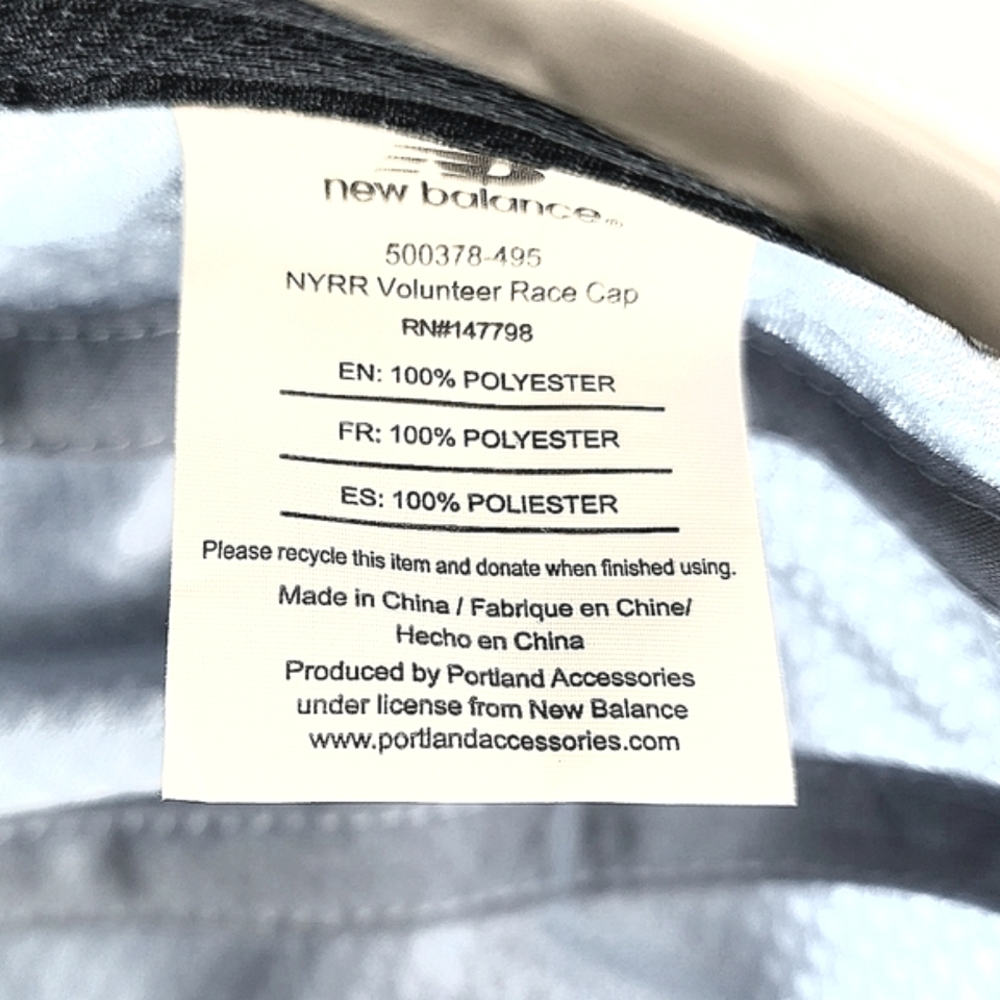 new balance
500378-495
NYRR Volunteer Race Cap
RN#147798
EN: 100% POLYESTER
FR: 100% POLYESTER
ES: 100% POLIESTER
Please recycle this item and donate when finished using.
Made in China / Fabrique en Chine/
Hecho en China
Produced by Portland Accessories
under license from New Balance
www.portlandaccessories.com